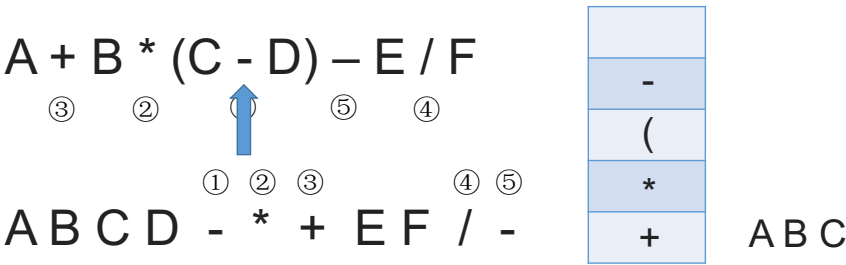 A + B * (C - D) – E / F
③ ② ⑤ ④
① ② ③ ④ ⑤
A B C D - * + E F / -
-
(
*
+
A B C